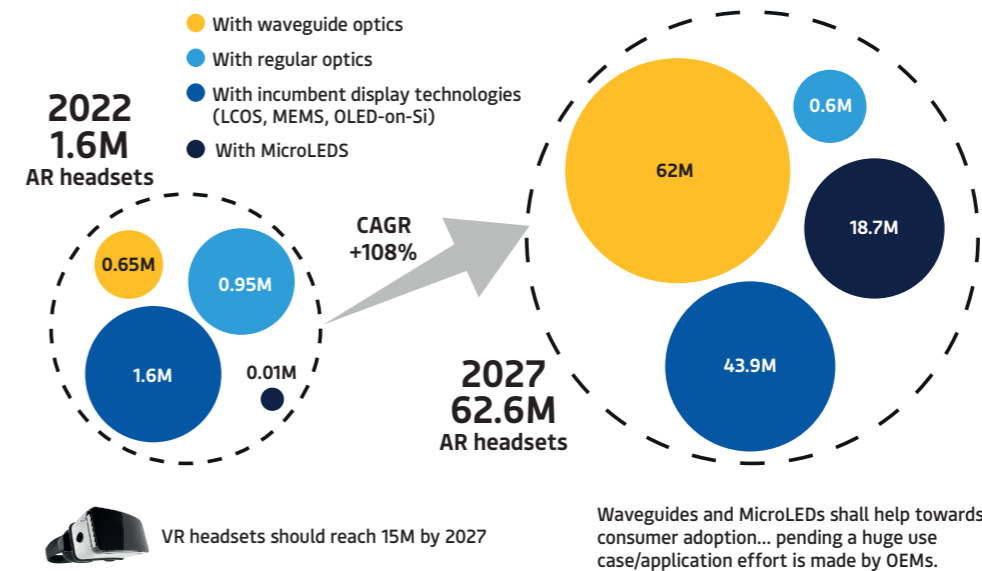 With waveguide optics
With regular optics
With incumbent display technologies
(LCOS, MEMS, OLED-on-Si)
With MicroLEDS
2022
1.6M
AR headsets
0.65M
0.95M
1.6M
0.01M
CAGR
+108%
62M
0.6M
18.7M
43.9M
2027
62.6M
AR headsets
VR headsets should reach 15M by 2027
Waveguides and MicroLEDs shall help towards
consumer adoption... pending a huge use
case/application effort is made by OEMs.